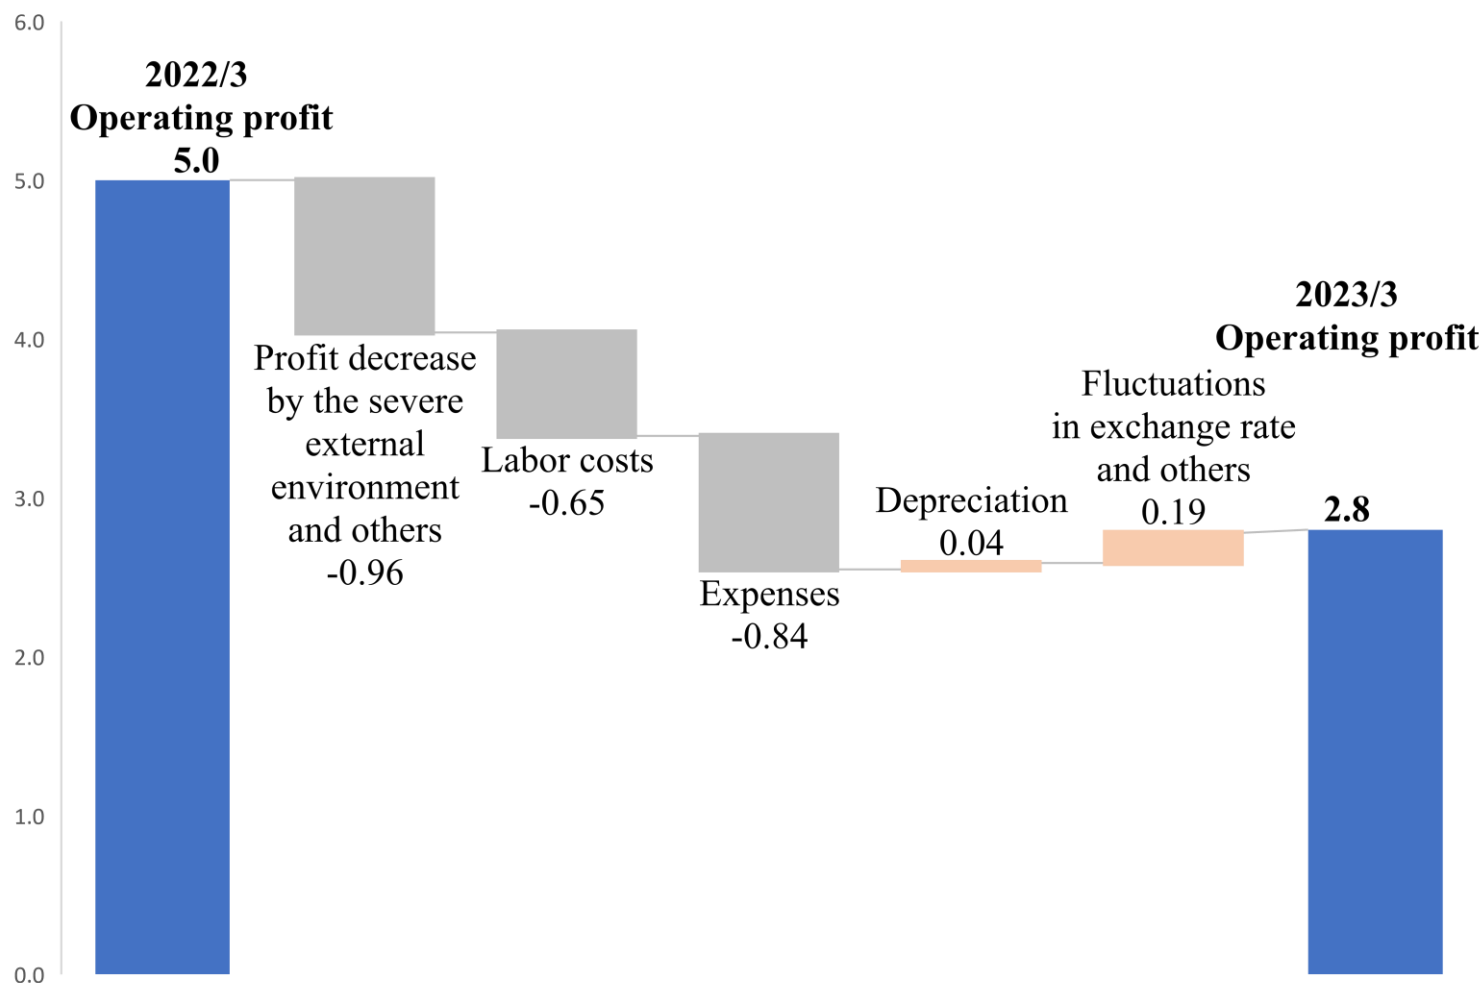 6.0
5.0
4.0
3.0
2.0
1.0
0.0
2022/3
Operating profit
5.0
Profit decrease
by the severe
external
environment
and others
-0.96
Labor costs
-0.65
Expenses
-0.84
Depreciation
0.04
Fluctuations
in exchange rate
and others
0.19
2023/3
Operating profit
2.8